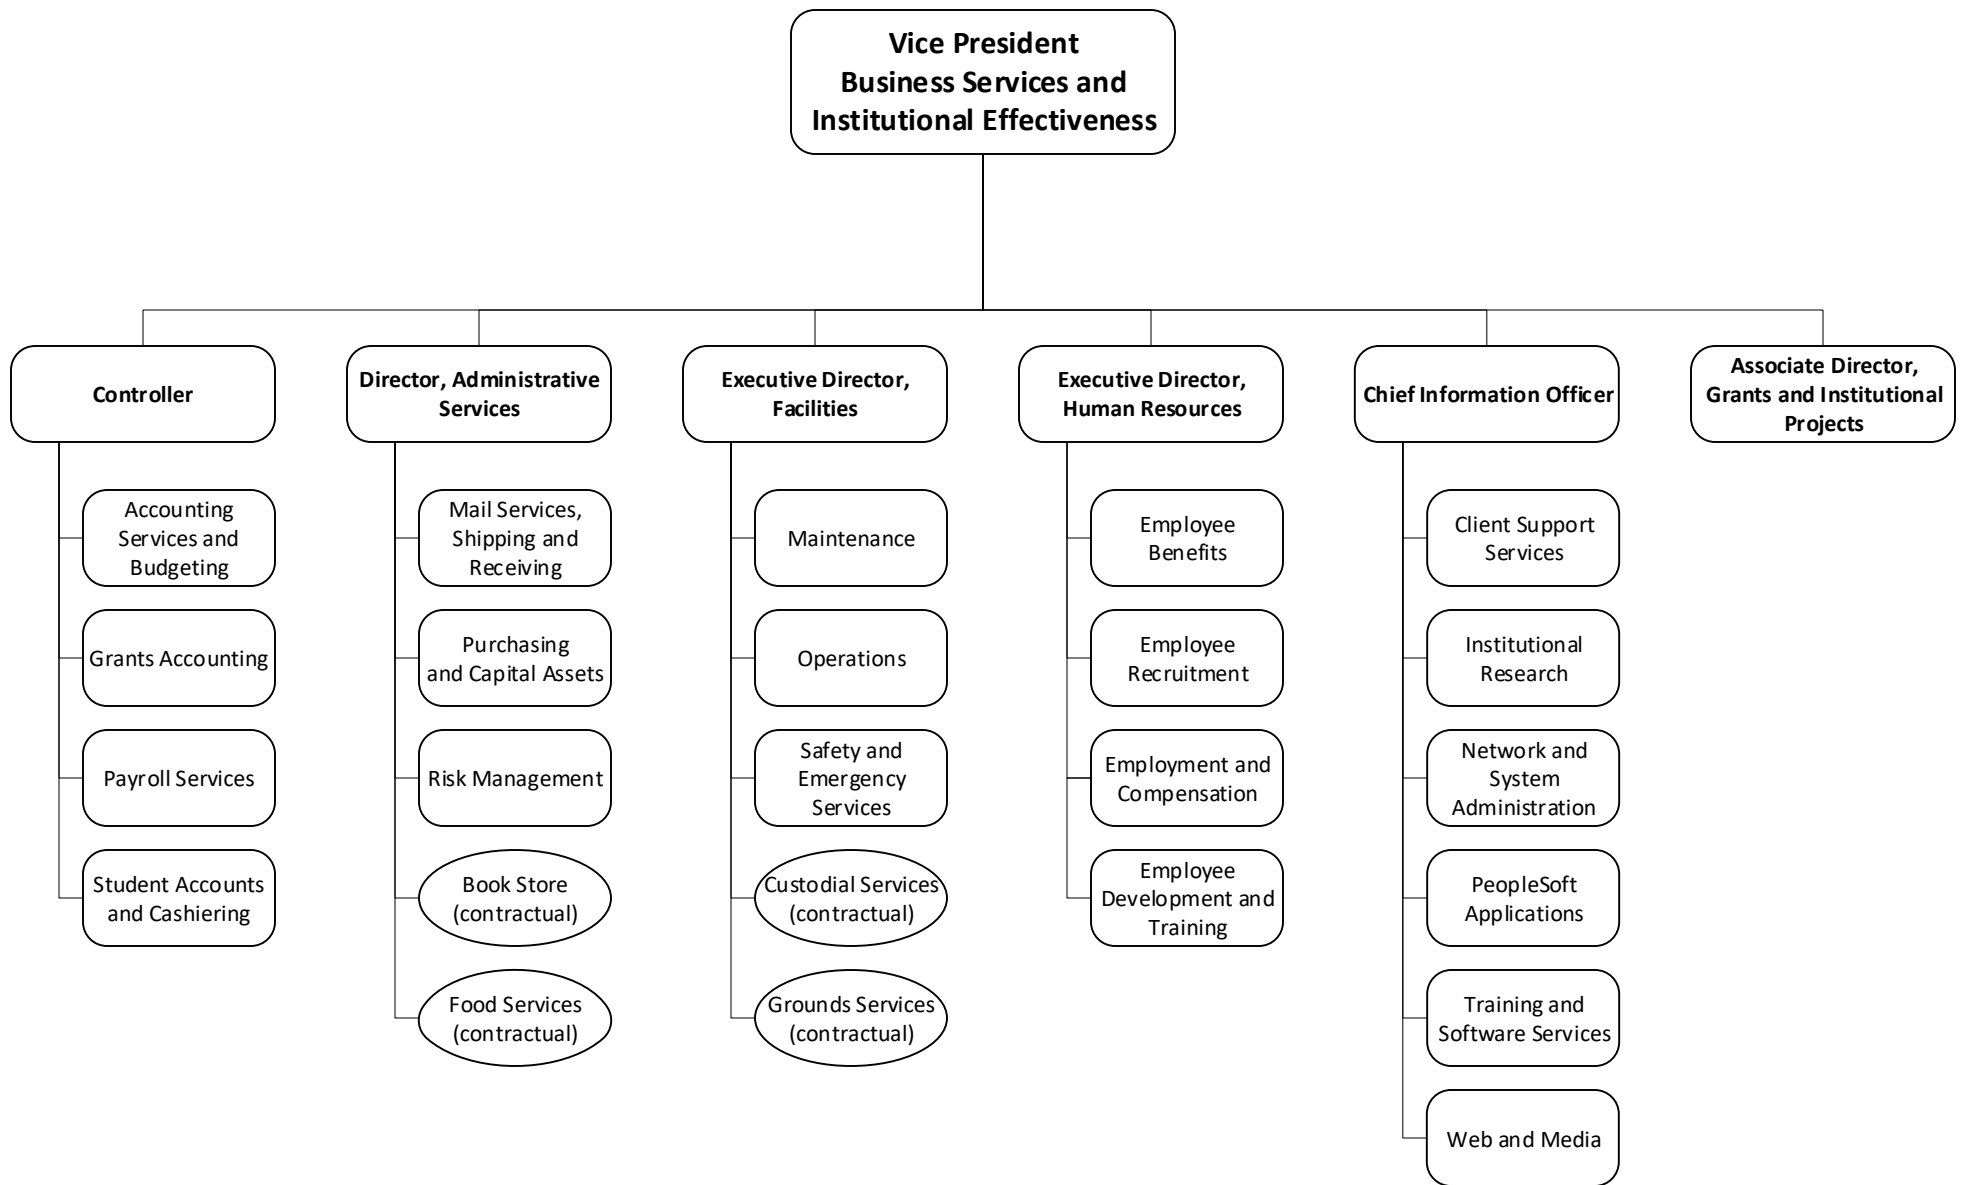 Vice President
Business Services and
Institutional Effectiveness
Controller
Director, Administrative
Services
Executive Director,
Facilities
Executive Director,
Human Resources
Chief Information Officer
Associate Director,
Grants and Institutional
Projects
Accounting
Services and
Budgeting
Grants Accounting
Payroll Services
Student Accounts
and Cashiering
Mail Services,
Shipping and
Receiving
Purchasing
and Capital Assets
Risk Management
Book Store
(contractual)
Food Services
(contractual)
Maintenance
Operations
Safety and
Emergency
Services
Custodial Services
(contractual)
Grounds Services
(contractual)
Employee
Benefits
Employee
Recruitment
Employment and
Compensation
Employee
Development and
Training
Client Support
Services
Institutional
Research
Network and
System
Administration
PeopleSoft
Applications
Training and
Software Services
Web and Media